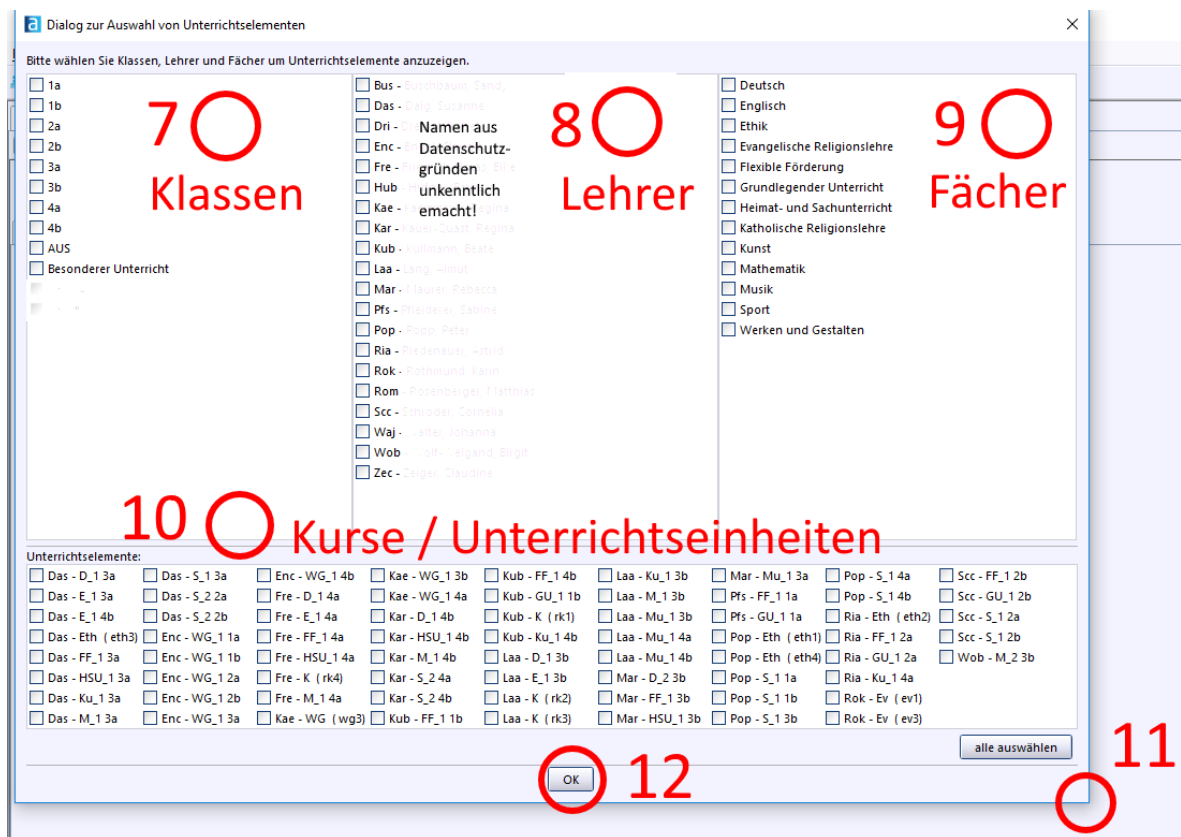 Dialog zur Auswahl von Unterrichtselementen
Bitte wählen Sie Klassen, Lehrer und Fächer um Unterrichtselemente anzuzeigen.
1a
1b
2a
2b
3a
3b
4a
4b
AUS
Besonderer Unterricht
7
Klassen
Bus -
Das -
Dri -
Enc -
Fre -
Hub -
Kae -
Kar -
Kub -
Laa -
Mar -
Pfs -
Pop -
Ria -
Rok -
Rom -
Scc -
Waj -
Wob -
Zec -
Namen aus
Datenschutz-
gründen
unkenntlich
emacht!
8
Lehrer
Deutsch
Englisch
Ethik
Evangelische Religionslehre
Flexible Förderung
Grundlegender Unterricht
Heimat- und Sachunterricht
Katholische Religionslehre
Kunst
Mathematik
Musik
Sport
Werken und Gestalten
9
Fächer
10 Kurse / Unterrichtseinheiten
Unterrichtselemente:
Das - D_1 3a Das - S_1 3a Enc - WG_1 4b Kae - WG_1 3b Kub - FF_1 4b Laa - Ku_1 3b Mar - Mu_1 3a Pop - S_1 4a Scc - FF_1 2b
Das - E_1 3a Das - S_2 2a Fre - D_1 4a Kae - WG_1 4a Kub - GU_1 1b Laa - M_1 3b Pfs - FF_1 1a Pop - S_1 4b Scc - GU_1 2b
Das - E_1 4b Das - S_2 2b Fre - E_1 4a Kar - D_1 4b Kub - K (rk1) Laa - Mu_1 3b Pfs - GU_1 1a Ria - Eth (eth2) Scc - S_1 2a
Das - Eth (eth3) Enc - WG_1 1a Fre - FF_1 4a Kar - HSU_1 4b Kub - Ku_1 4b Laa - Mu_1 4a Pop - Eth (eth1) Ria - FF_1 2a Scc - S_1 2b
Das - FF_1 3a Enc - WG_1 1b Fre - HSU_1 4a Kar - M_1 4b Laa - D_1 3b Laa - Mu_1 4b Pop - Eth (eth4) Ria - GU_1 2a Wob - M_2 3b
Das - HSU_1 3a Enc - WG_1 2a Fre - K (rk4) Kar - S_2 4a Laa - E_1 3b Mar - D_2 3b Pop - S_1 1a Ria - Ku_1 4a
Das - Ku_1 3a Enc - WG_1 2b Fre - M_1 4a Kar - S_2 4b Laa - K (rk2) Mar - FF_1 3b Pop - S_1 1b Rok - Ev (ev1)
Das - M_1 3a Enc - WG_1 3a Kae - WG (wg3) Kub - FF_1 1b Laa - K (rk3) Mar - HSU_1 3b Pop - S_1 3b Rok - Ev (ev3)
alle auswählen
11
OK
12